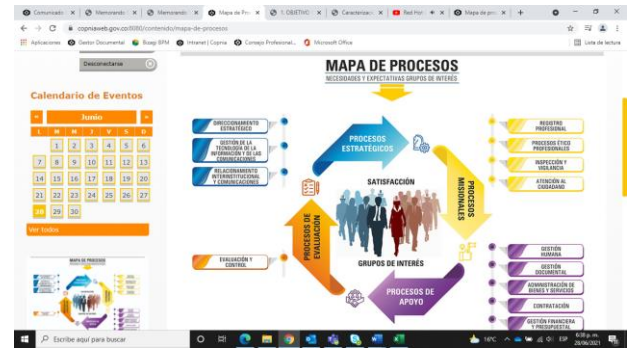 Comunicado
Memorando
Memorando
Mapa de Pro
1. OBJETIVO
Caracterizaci
Red Hot
Mapa de pro
copniaweb.gov.co:8080/contenido/mapa-de-procesos
Aplicaciones
Gestor Documental
Bizagi BPM
Intranet | Copnia
Consejo Profesional...
Microsoft Office
Lista de lectura
Desconectarse
Calendario de Eventos
« Junio »
L M M J V S D
1 2 3 4 5 6
7 8 9 10 11 12 13
14 15 16 17 18 19 20
21 22 23 24 25 26 27
28 29 30
Ver todos
MAPA DE PROCESOS
MAPA DE PROCESOS
NECESIDADES Y EXPECTATIVAS GRUPOS DE INTERÉS
DIRECCIONAMIENTO
ESTRATÉGICO
GESTIÓN DE LA
TECNOLOGÍA DE LA
INFORMACIÓN Y DE LAS
COMUNICACIONES
RELACIONAMIENTO
INTERINSTITUCIONAL
Y COMUNICACIONES
EVALUACIÓN Y
CONTROL
PROCESOS
ESTRATÉGICOS
SATISFACCIÓN
PROCESOS
MISIONALES
PROCESOS DE
EVALUACIÓN
GRUPOS DE INTERÉS
PROCESOS DE
APOYO
REGISTRO
PROFESIONAL
PROCESOS ÉTICO
PROFESIONALES
INSPECCIÓN Y
VIGILANCIA
ATENCIÓN AL
CIUDADANO
GESTIÓN
HUMANA
GESTIÓN
DOCUMENTAL
ADMINISTRACIÓN DE
BIENES Y SERVICIOS
CONTRATACIÓN
GESTIÓN FINANCIERA
Y PRESUPUESTAL
Escribe aquí para buscar
16°C
ESP
6:38 p. m.
28/06/2021